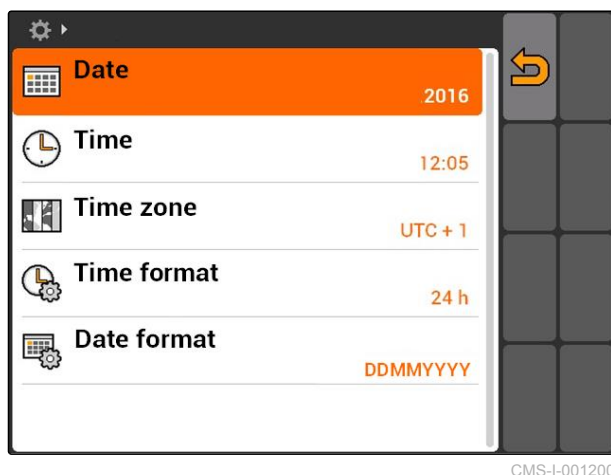 Date
.2016
Time
12:05
Time zone
UTC + 1
Time format
24 h
Date format
DDMMYYYY
CMS-I-001200